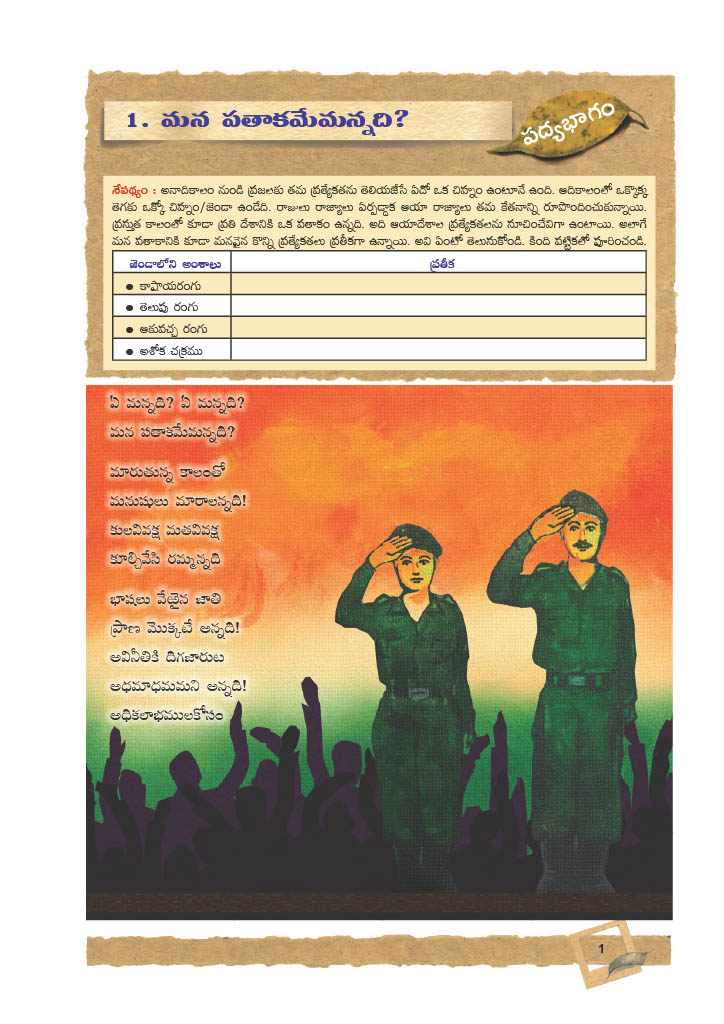 1. మన పతాకమేమన్నది?
పద్యభాగం
నేపథ్యం : అనాదికాలం నుండి ప్రజలకు తమ ప్రత్యేకతను తెలియజేసే ఏదో ఒక చిహ్నం ఉంటూనే ఉంది. ఆదికాలంలో ఒక్కొక్క
తెగకు ఒక్కో చిహ్నం/జెండా ఉండేది. రాజులు రాజ్యాలు ఏర్పడ్డాక ఆయా రాజ్యాలు తమ కేతనాన్ని రూపొందించుకున్నాయి.
ప్రస్తుత కాలంలో కూడా ప్రతి దేశానికి ఒక పతాకం ఉన్నది. అది ఆయాదేశాల ప్రత్యేకతలను సూచించేవిగా ఉంటాయి. అలాగే
మన పతాకానికి కూడా మనవైన కొన్ని ప్రత్యేకతలు ప్రతీకగా ఉన్నాయి. అవి ఏంటో తెలుసుకోండి. కింది పట్టికలో పూరించండి.
జెండాలోని అంశాలు ప్రతీక
● కాషాయరంగు
● తెలుపు రంగు
● ఆకుపచ్చ రంగు
● అశోక చక్రము
ఏ మన్నది? ఏ మన్నది?
మన పతాకమేమన్నది?
మారుతున్న కాలంతో
మనుషులు మారాలన్నది!
కులవివక్ష మతవివక్ష
కూల్చివేసి రమ్మన్నది
భాషలు వేఱైన జాతి
ప్రాణ మొక్కటే అన్నది!
అవినీతికి దిగజారుట
అధమాధమమని అన్నది!
అధికలాభములకోసం
1